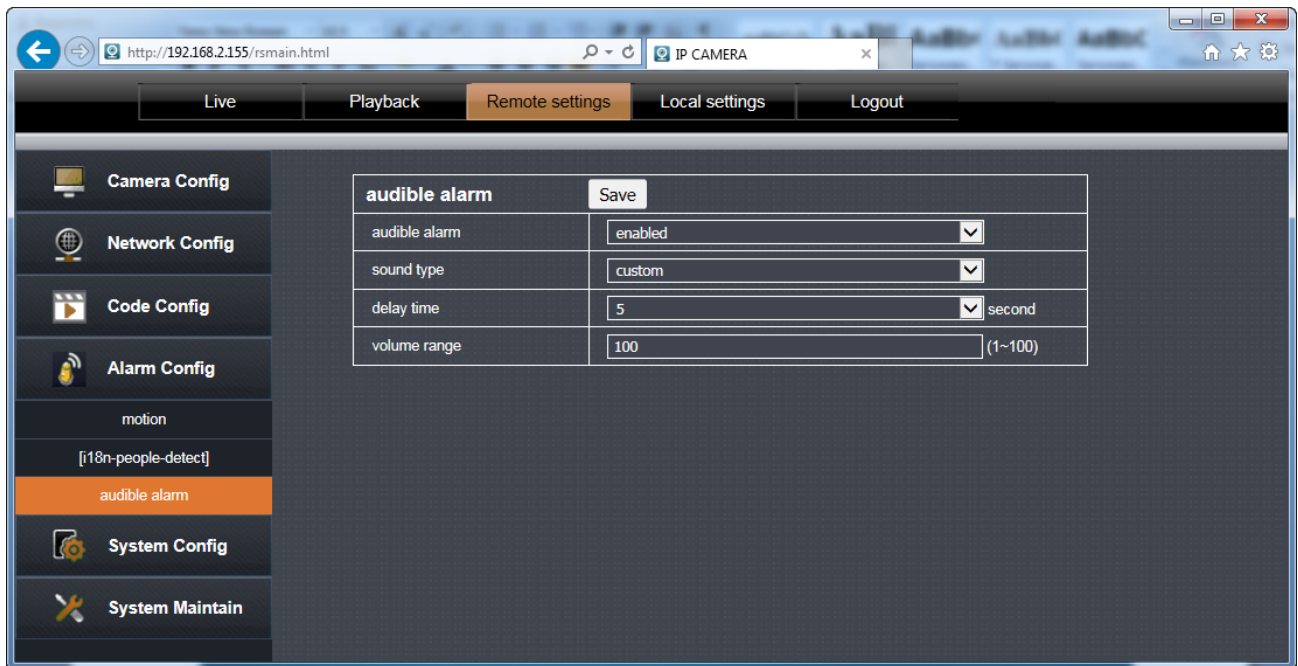 http://192.168.2.155/rsmain.html
IP CAMERA
Live Playback Remote settings Local settings Logout
Camera Config
Network Config
Code Config
Alarm Config
motion
[i18n-people-detect]
audible alarm
System Config
System Maintain
audible alarm Save
audible alarm enabled
sound type custom
delay time 5 second
volume range 100 (1~100)